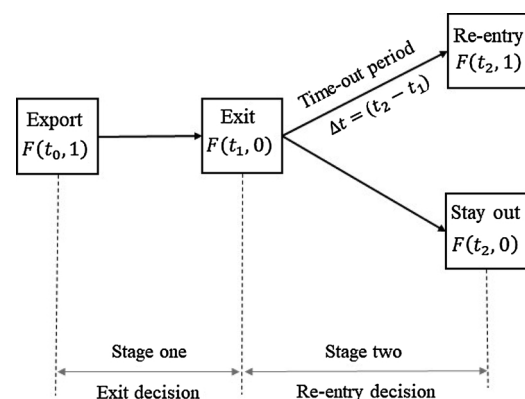 Export
F(t₀, 1)
Exit
F(t₁, 0)
Time-out period
Δt = (t₂ − t₁)
Re-entry
F(t₂, 1)
Stay out
F(t₂, 0)
Stage one
Exit decision
Stage two
Re-entry decision